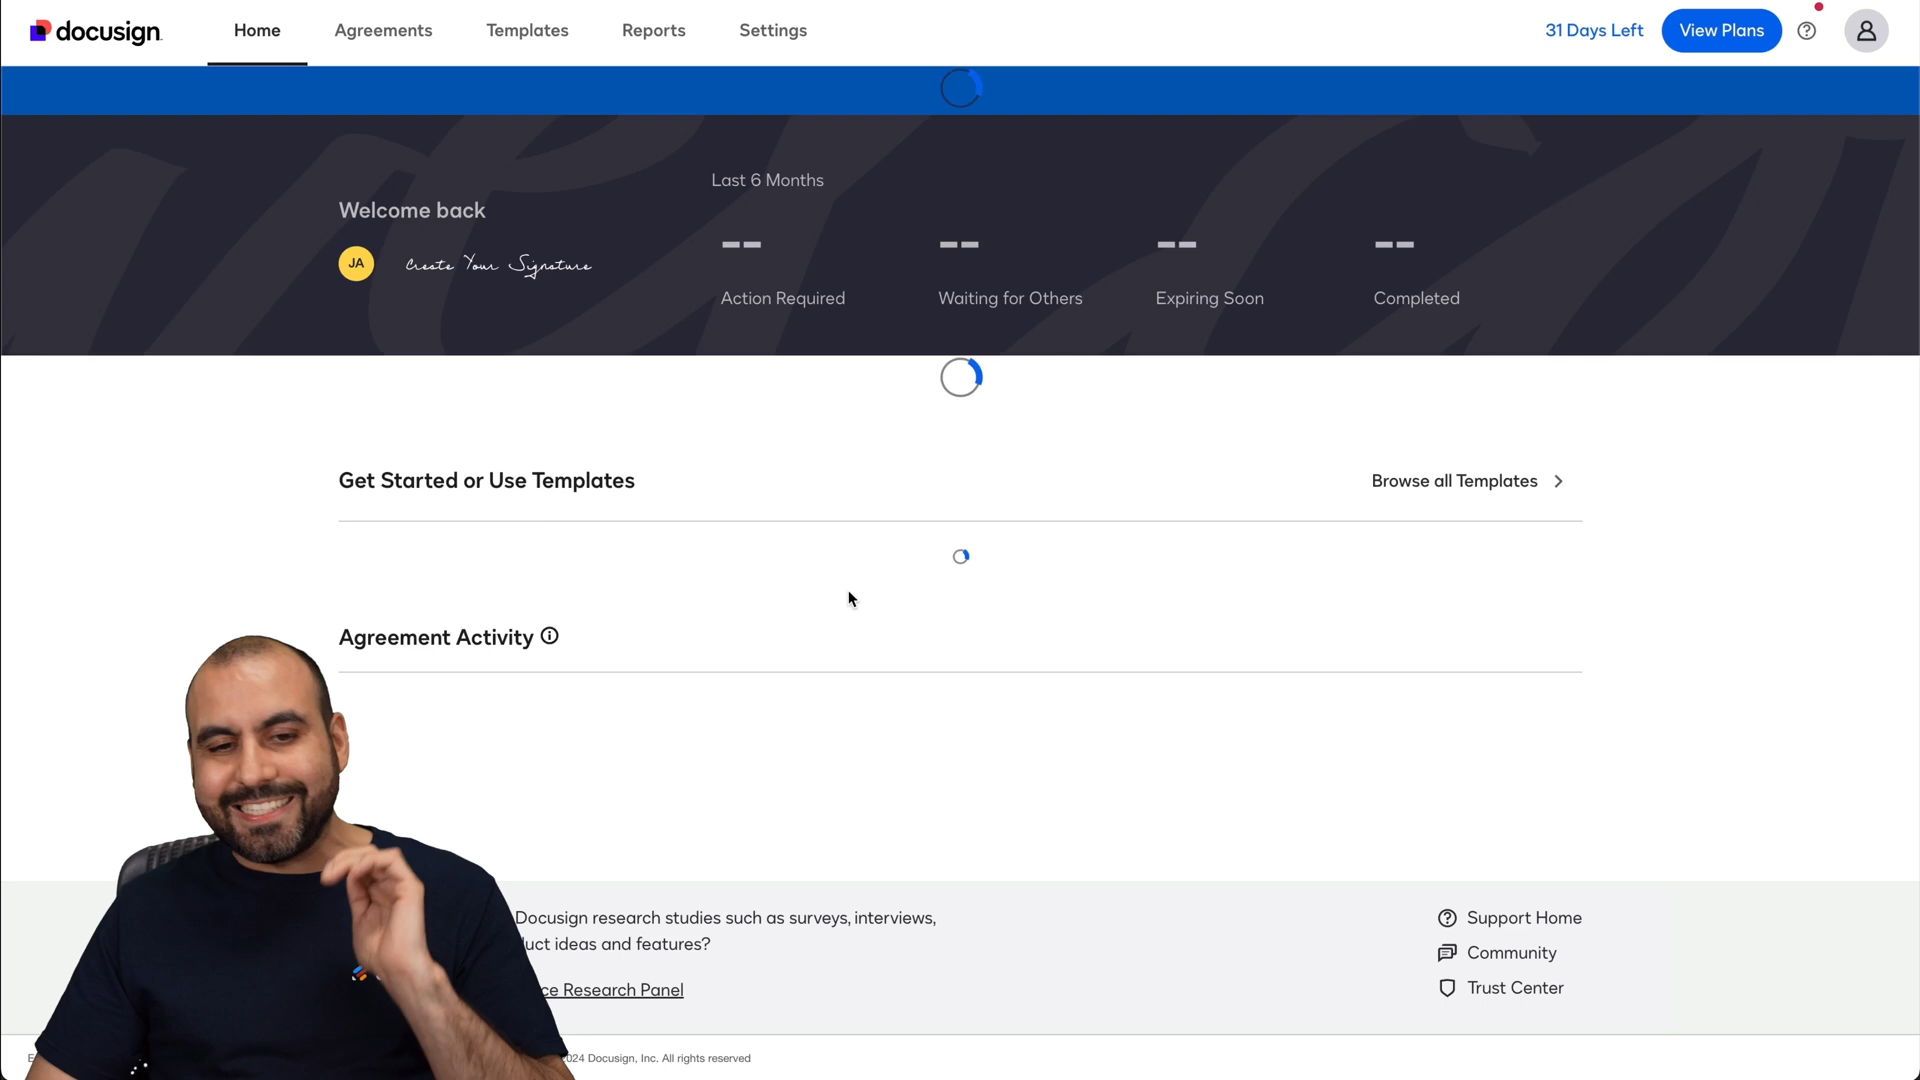 docusign
Home Agreements Templates Reports Settings
31 Days Left View Plans
Last 6 Months
Welcome back
JA Create Your Signature
-- -- -- --
Action Required Waiting for Others Expiring Soon Completed
Get Started or Use Templates
Browse all Templates
Agreement Activity
Docusign research studies such as surveys, interviews,
uct ideas and features?
ce Research Panel
Support Home
Community
Trust Center
024 Docusign, Inc. All rights reserved